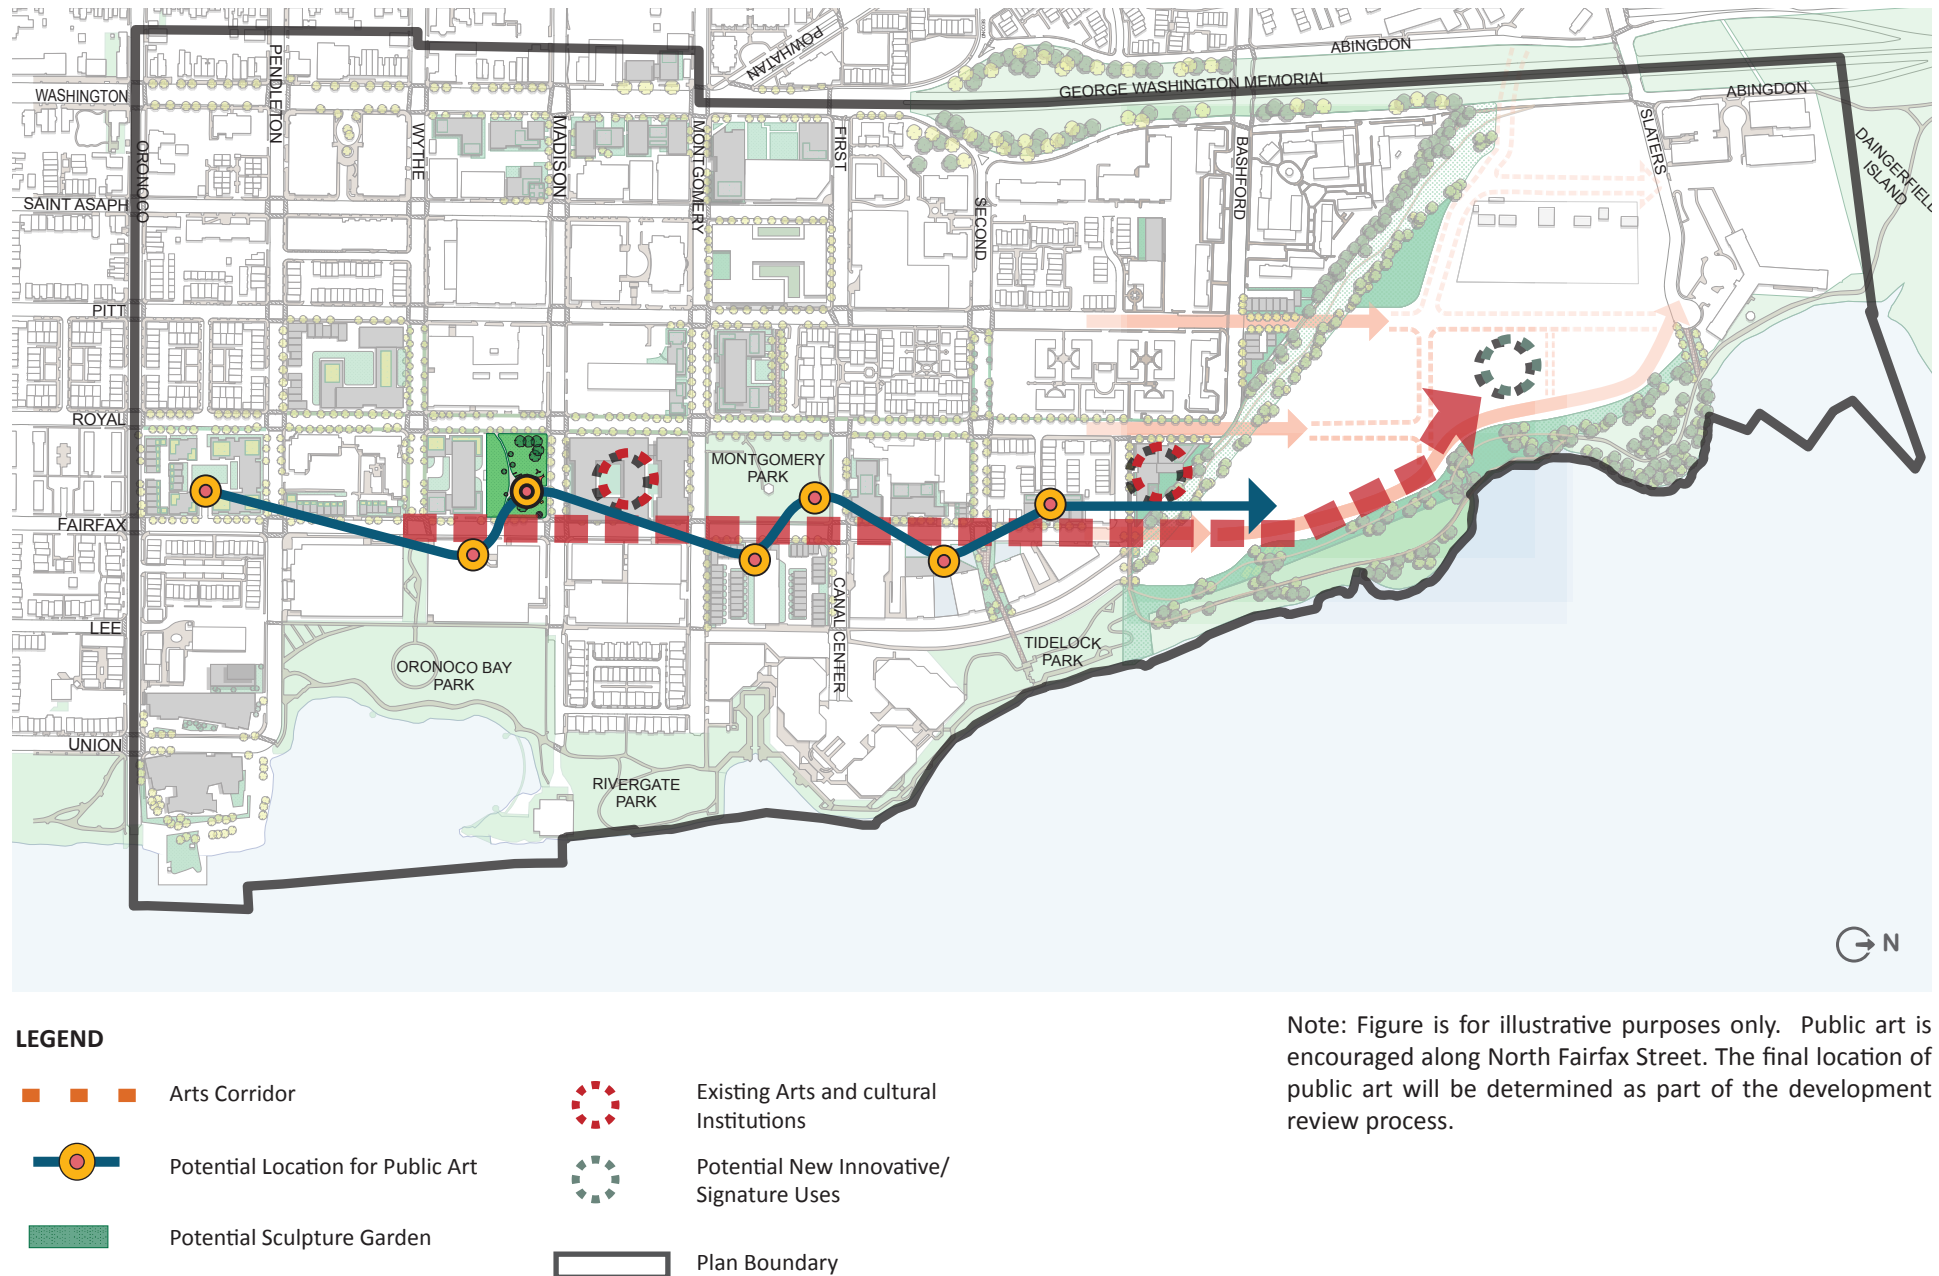 ABINGDON
POWHATAN
GEORGE WASHINGTON MEMORIAL
ABINGDON
WASHINGTON
PENDLETON
WYTHE
MADISON
MONTGOMERY
FIRST
SECOND
BASHFORD
SLATERS
DAINGERFIELD
ISLAND
ORONOCO
SAINT ASAPH
PITT
ROYAL
MONTGOMERY
PARK
FAIRFAX
CANAL CENTER
LEE
ORONOCO BAY
PARK
TIDELOCK
PARK
UNION
RIVERGATE
PARK
N
LEGEND
Arts Corridor
Potential Location for Public Art
Potential Sculpture Garden
Existing Arts and cultural
Institutions
Potential New Innovative/
Signature Uses
Plan Boundary
Note: Figure is for illustrative purposes only. Public art is
encouraged along North Fairfax Street. The final location of
public art will be determined as part of the development
review process.